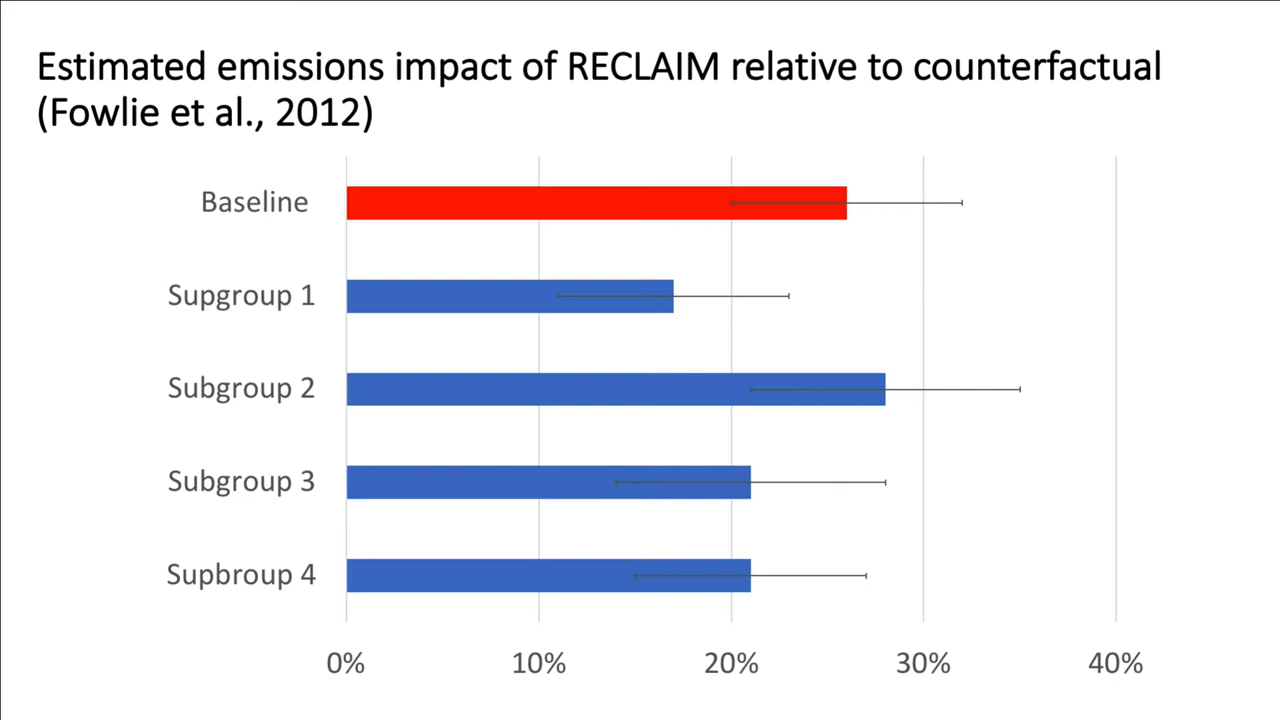 Estimated emissions impact of RECLAIM relative to counterfactual
(Fowlie et al., 2012)
Baseline
Supgroup 1
Subgroup 2
Subgroup 3
Supbroup 4
0% 10% 20% 30% 40%